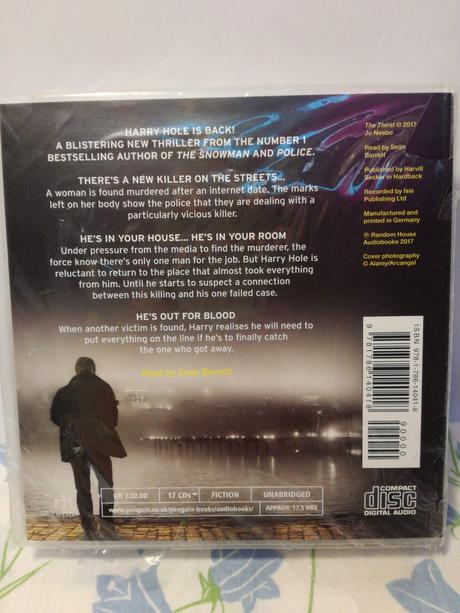 HARRY HOLE IS BACK!
A BLISTERING NEW THRILLER FROM THE NUMBER 1
BESTSELLING AUTHOR OF THE SNOWMAN AND POLICE.
THERE'S A NEW KILLER ON THE STREETS...
A woman is found murdered after an internet date. The marks
left on her body show the police that they are dealing with a
particularly vicious killer.
HE'S IN YOUR HOUSE... HE'S IN YOUR ROOM
Under pressure from the media to find the murderer, the
force know there's only one man for the job. But Harry Hole is
reluctant to return to the place that almost took everything
from him. Until he starts to suspect a connection
between this killing and his one failed case.
HE'S OUT FOR BLOOD
When another victim is found, Harry realises he will need to
put everything on the line if he's to finally catch
the one who got away.
Read by Sean Barrett
The Thirst © 2017
Jo Nesbo
Read by Sean
Barrett
Published by Harvill
Secker in Hardback
Recorded by Isis
Publishing Ltd
Manufactured and
printed in Germany
℗ Random House
Audiobooks 2017
Cover photography
© Alamy/Arcangel
ISBN 978-1-786-14041-8
9 781786 140418
90000
UK £20.00
17 CDs
FICTION
UNABRIDGED
www.penguin.co.uk/penguin-books/audiobooks/
APPROX: 17.5 HRS
COMPACT
disc
DIGITAL AUDIO